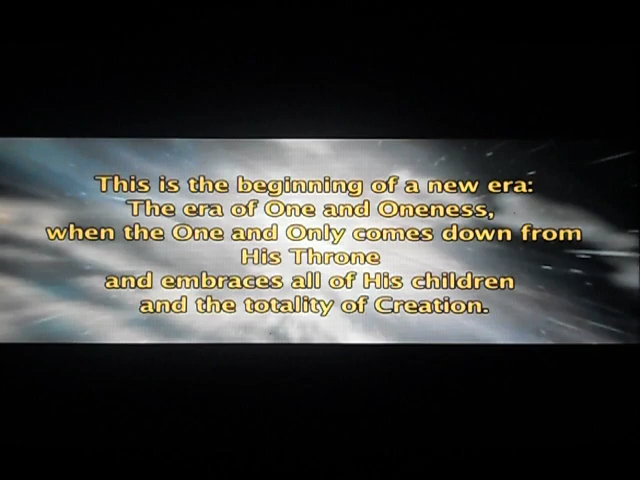 This is the beginning of a new era:
The era of One and Oneness,
when the One and Only comes down from
His Throne
and embraces all of His children
and the totality of Creation.